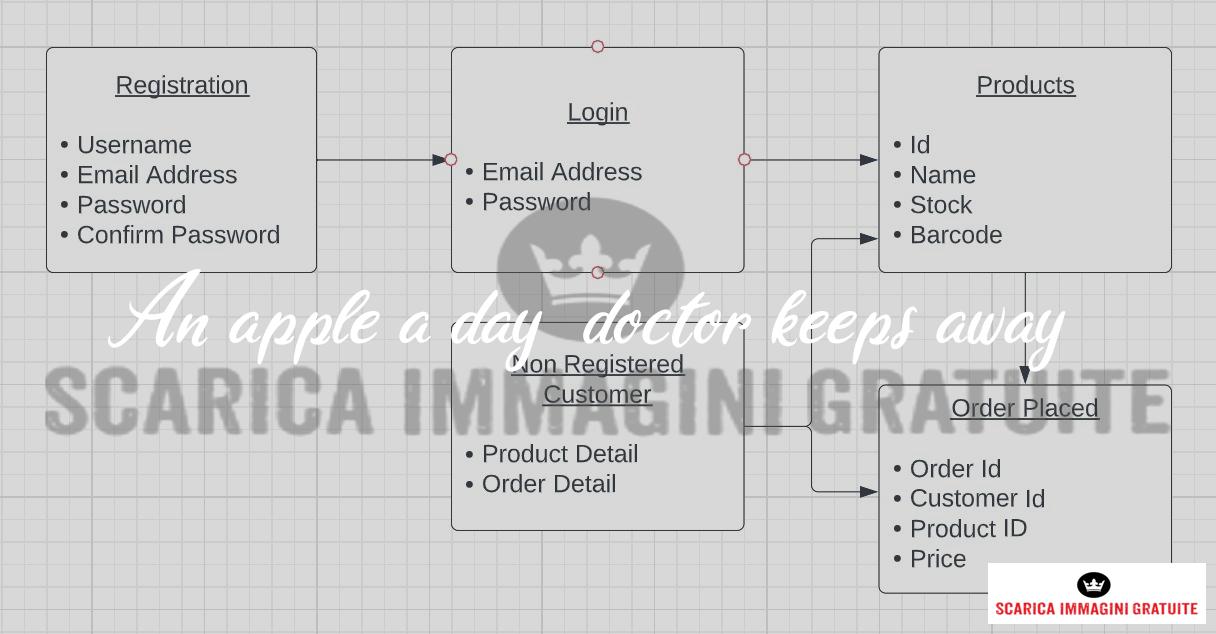 Registration
• Username
• Email Address
• Password
• Confirm Password
Login
• Email Address
• Password
Products
• Id
• Name
• Stock
• Barcode
An apple a day doctor keeps away
SCARICA IMMAGINI GRATUITE
Non Registered
Customer
• Product Detail
• Order Detail
Order Placed
• Order Id
• Customer Id
• Product ID
• Price
SCARICA IMMAGINI GRATUITE